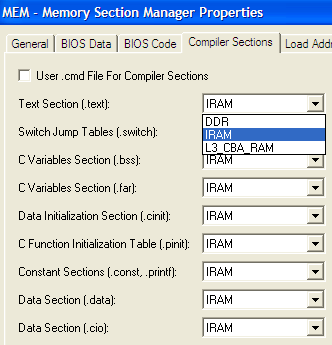 MEM - Memory Section Manager Properties
General BIOS Data BIOS Code Compiler Sections Load Addr
User .cmd File For Compiler Sections
Text Section (.text): IRAM
DDR
Switch Jump Tables (.switch): IRAM
L3_CBA_RAM
C Variables Section (.bss): IRAM
C Variables Section (.far): IRAM
Data Initialization Section (.cinit): IRAM
C Function Initialization Table (.pinit): IRAM
Constant Sections (.const, .printf): IRAM
Data Section (.data): IRAM
Data Section (.cio): IRAM